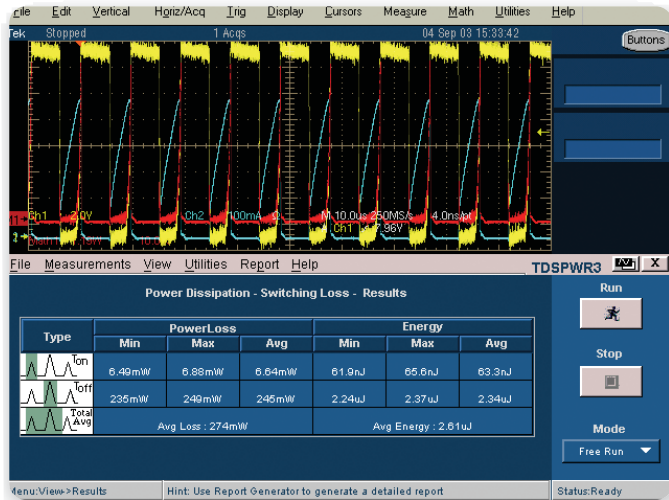 File Edit Vertical Horiz/Acq Trig Display Cursors Measure Math Utilities Help
Tek Stopped 1 Acqs 04 Sep 03 15:33:42
Buttons
Ch1 2.0V Ch2 100mA Ω M 10.0us 250MS/s 4.0ns/pt
Ch1 7.96V
File Measurements View Utilities Report Help TDSPWR3 X
Power Dissipation - Switching Loss - Results
Run
Type PowerLoss Energy
Min Max Avg Min Max Avg
Ton 6.49mW 6.88mW 6.64mW 61.9nJ 65.6nJ 63.3nJ
Stop
Toff 235mW 249mW 245mW 2.24uJ 2.37uJ 2.34uJ
Total Avg Avg Loss : 274mW Avg Energy : 2.61uJ
Mode
Free Run
Menu:View->Results Hint: Use Report Generator to generate a detailed report Status:Ready